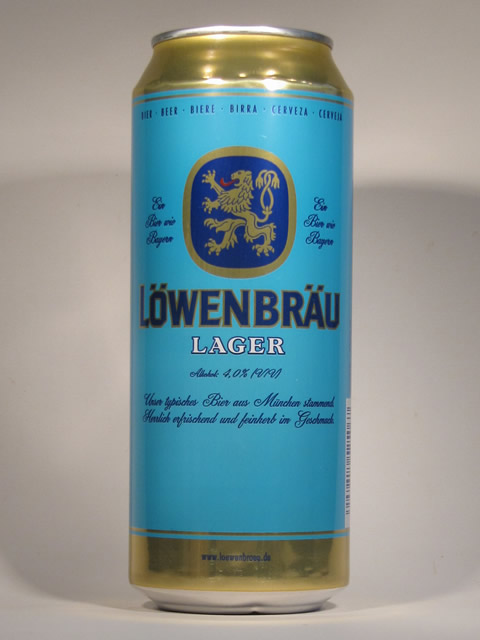 BIER · BEER · BIERE · BIRRA · CERVEZA · CERVEJA
Ein
Bier wie
Bayern
Ein
Bier wie
Bayern
LÖWENBRÄU
LAGER
Alkohol: 4,0% (V/V)
Unser typisches Bier aus München stammend.
Herrlich erfrischend und feinherb im Geschmack.
www.loewenbraeu.de